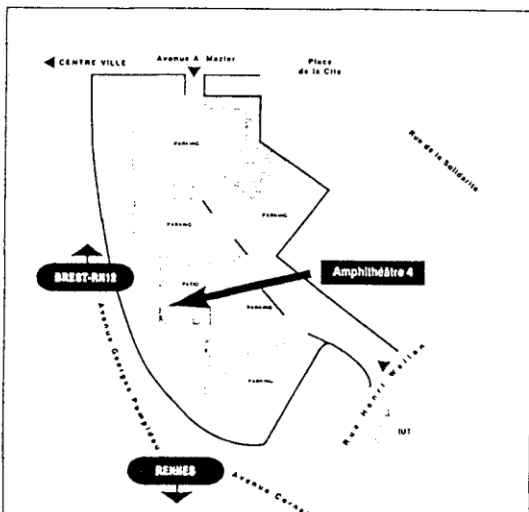 CENTRE VILLE
Avenue A. Mazier
Place
de la Cité
Rue de la Solidarité
PARKING
PARKING
PARKING
BREST-RN12
PATIO
Amphithéâtre 4
PARKING
Avenue Georges Pompidou
Rue Henri Wallon
PARKING
IUT
RENNES
Avenue